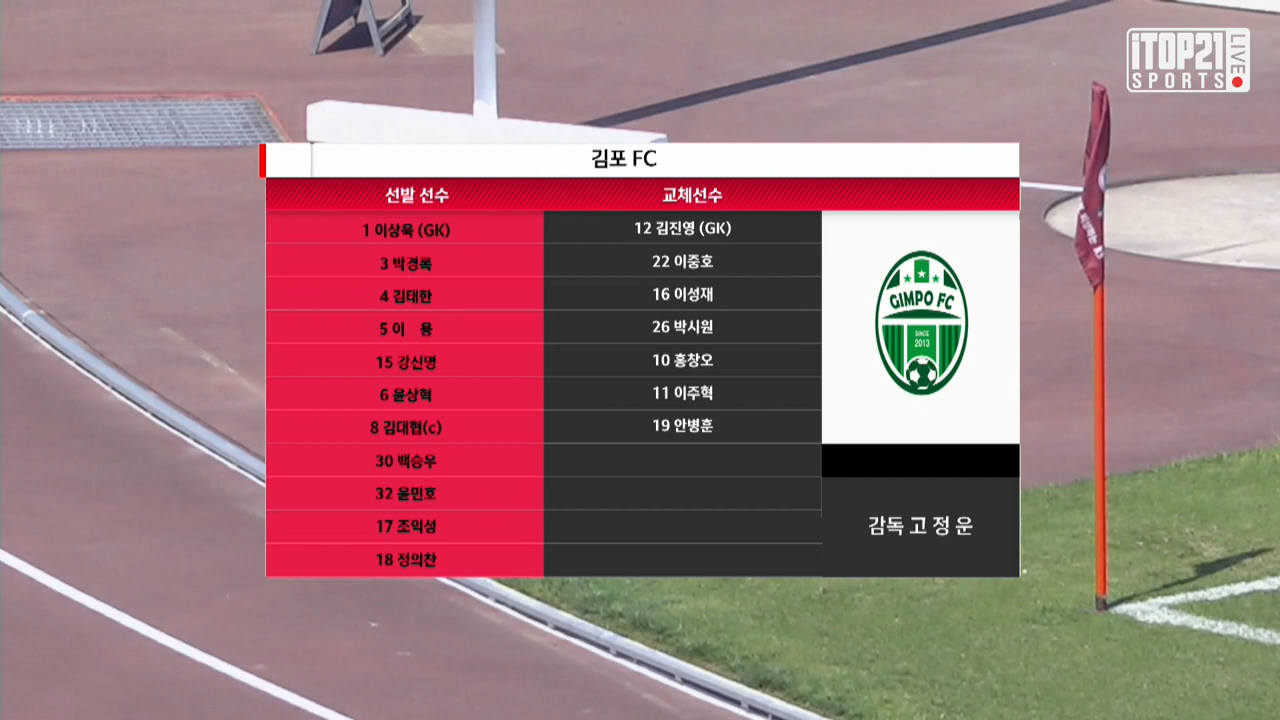 iTOP21
SPORTS
LIVE
김포 FC
선발 선수
교체선수
1 이상욱 (GK)
12 김진영 (GK)
3 박경록
22 이중호
4 김태한
16 이성재
5 이 용
26 박시원
15 강신명
10 홍창오
6 윤상혁
11 이주혁
8 김대협(c)
19 안병훈
30 백승우
32 윤민호
17 조익성
18 정의찬
GIMPO FC
SINCE
2013
감독 고 정 운